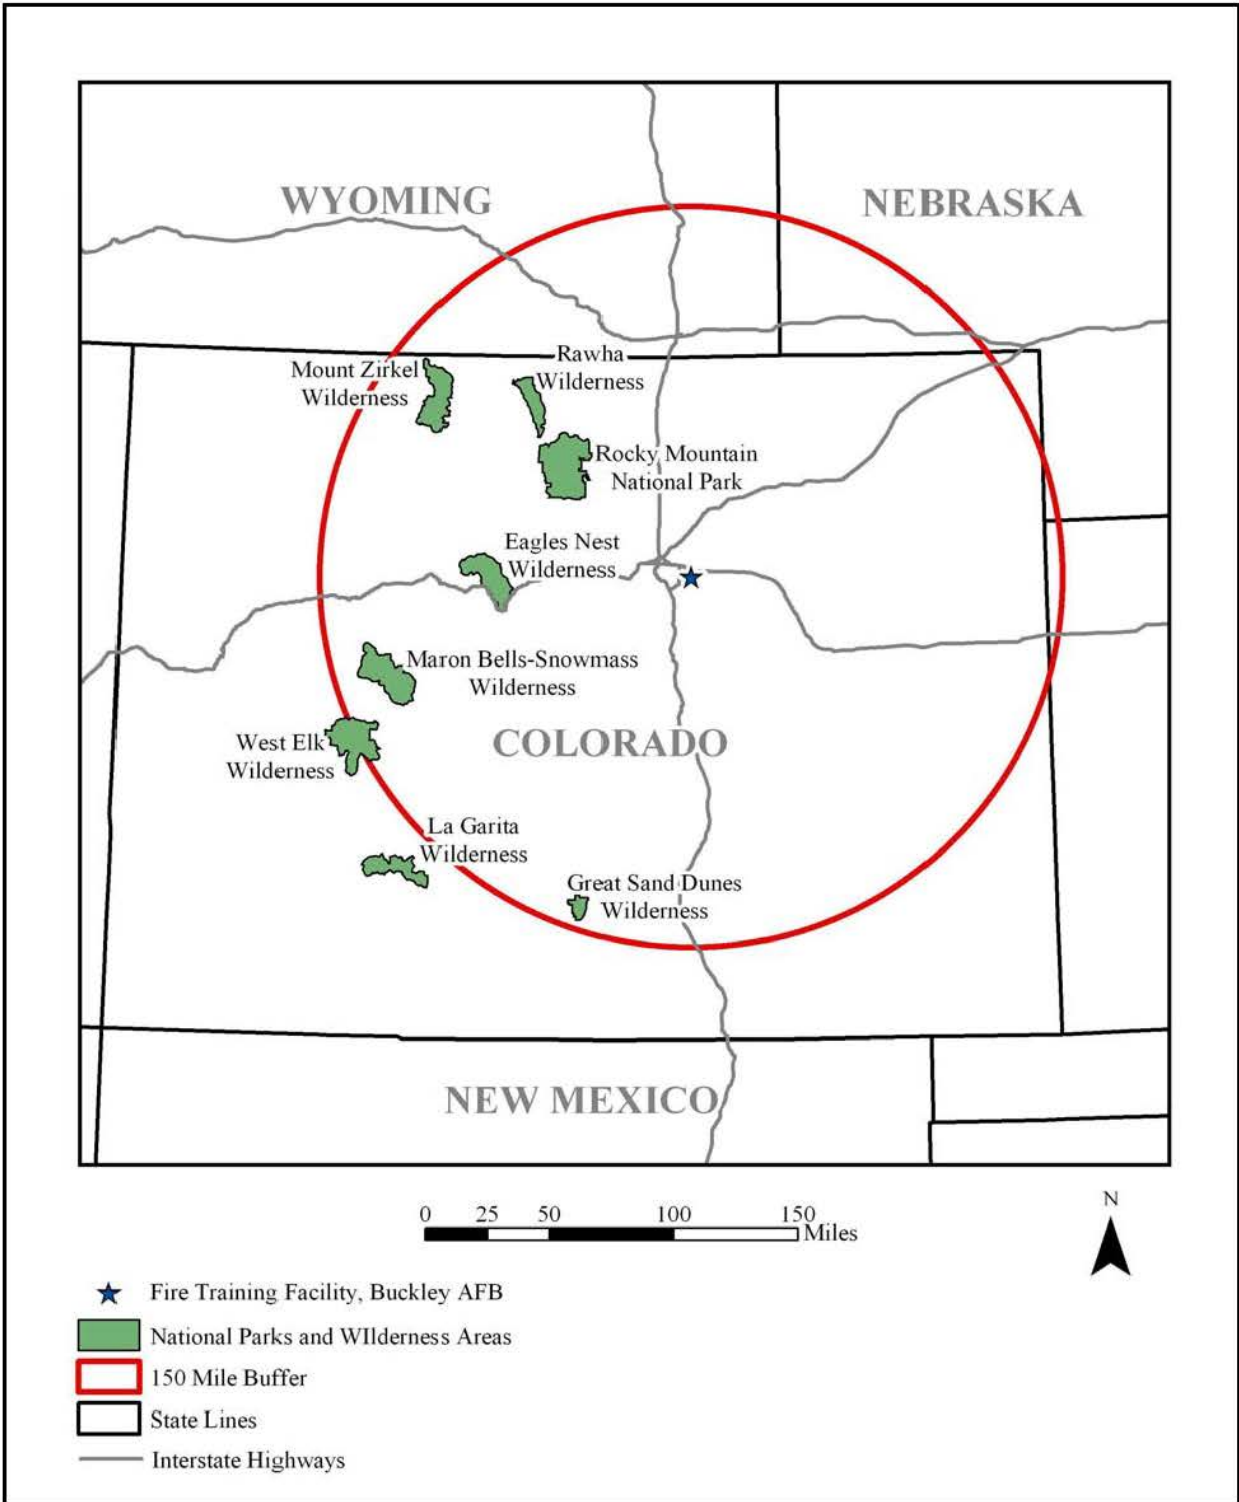 WYOMING
NEBRASKA
Mount Zirkel
Wilderness
Rawha
Wilderness
Rocky Mountain
National Park
Eagles Nest
Wilderness
Maron Bells-Snowmass
Wilderness
West Elk
Wilderness
COLORADO
La Garita
Wilderness
Great Sand Dunes
Wilderness
NEW MEXICO
0 25 50 100 150
Miles
N
Fire Training Facility, Buckley AFB
National Parks and WIlderness Areas
150 Mile Buffer
State Lines
Interstate Highways